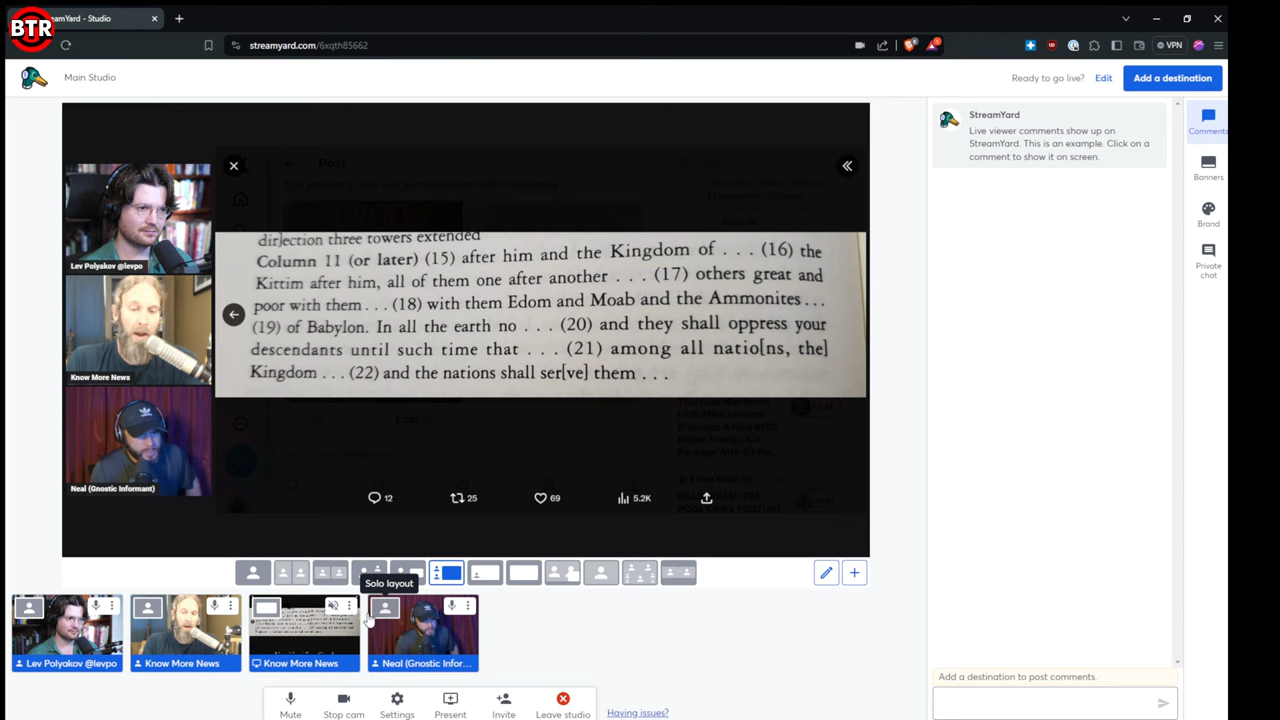 BTR
eamYard - Studio
streamyard.com/6xqth85662
VPN
Main Studio
Ready to go live?
Edit
Add a destination
Post
Lev Polyakov @levpo
Know More News
Neal (Gnostic Informant)
dir]ection three towers extended
Column 11 (or later) (15) after him and the Kingdom of . . . (16) the
Kittim after him, all of them one after another . . . (17) others great and
poor with them . . . (18) with them Edom and Moab and the Ammonites . . .
(19) of Babylon. In all the earth no . . . (20) and they shall oppress your
descendants until such time that . . . (21) among all natio[ns, the]
Kingdom . . . (22) and the nations shall ser[ve] them . . .
12
25
69
5.2K
StreamYard
Live viewer comments show up on
StreamYard. This is an example. Click on a
comment to show it on screen.
Comments
Banners
Brand
Private
chat
Solo layout
Lev Polyakov @levpo
Know More News
Know More News
Neal (Gnostic Infor...
Mute
Stop cam
Settings
Present
Invite
Leave studio
Having issues?
Add a destination to post comments.